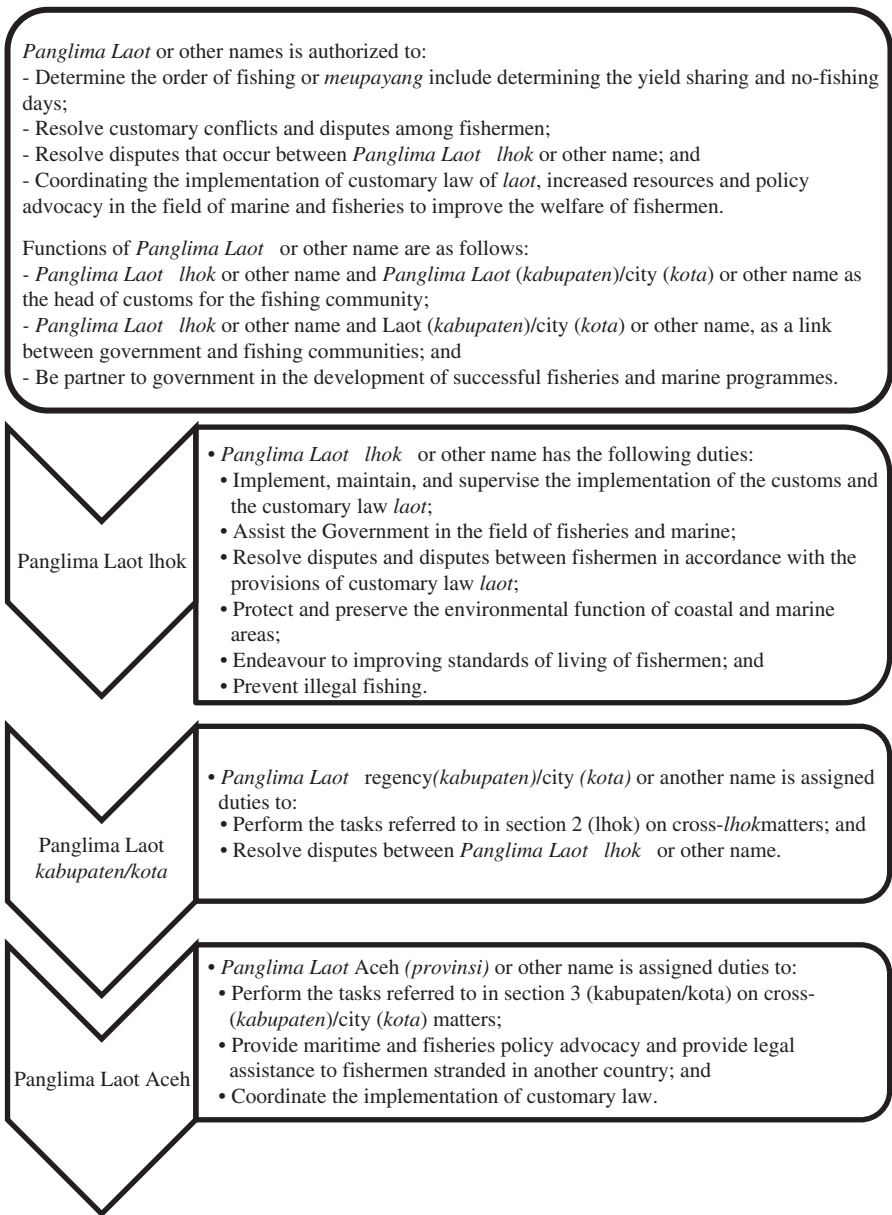 Panglima Laot or other names is authorized to:
- Determine the order of fishing or meupayang include determining the yield sharing and no-fishing
days;
- Resolve customary conflicts and disputes among fishermen;
- Resolve disputes that occur between Panglima Laot lhok or other name; and
- Coordinating the implementation of customary law of laot, increased resources and policy
advocacy in the field of marine and fisheries to improve the welfare of fishermen.
Functions of Panglima Laot or other name are as follows:
- Panglima Laot lhok or other name and Panglima Laot (kabupaten)/city (kota) or other name as
the head of customs for the fishing community;
- Panglima Laot lhok or other name and Laot (kabupaten)/city (kota) or other name, as a link
between government and fishing communities; and
- Be partner to government in the development of successful fisheries and marine programmes.
Panglima Laot lhok
• Panglima Laot lhok or other name has the following duties:
• Implement, maintain, and supervise the implementation of the customs and
the customary law laot;
• Assist the Government in the field of fisheries and marine;
• Resolve disputes and disputes between fishermen in accordance with the
provisions of customary law laot;
• Protect and preserve the environmental function of coastal and marine
areas;
• Endeavour to improving standards of living of fishermen; and
• Prevent illegal fishing.
Panglima Laot
kabupaten/kota
• Panglima Laot regency(kabupaten)/city (kota) or another name is assigned
duties to:
• Perform the tasks referred to in section 2 (lhok) on cross-lhokmatters; and
• Resolve disputes between Panglima Laot lhok or other name.
Panglima Laot Aceh
• Panglima Laot Aceh (provinsi) or other name is assigned duties to:
• Perform the tasks referred to in section 3 (kabupaten/kota) on cross-
(kabupaten)/city (kota) matters;
• Provide maritime and fisheries policy advocacy and provide legal
assistance to fishermen stranded in another country; and
• Coordinate the implementation of customary law.